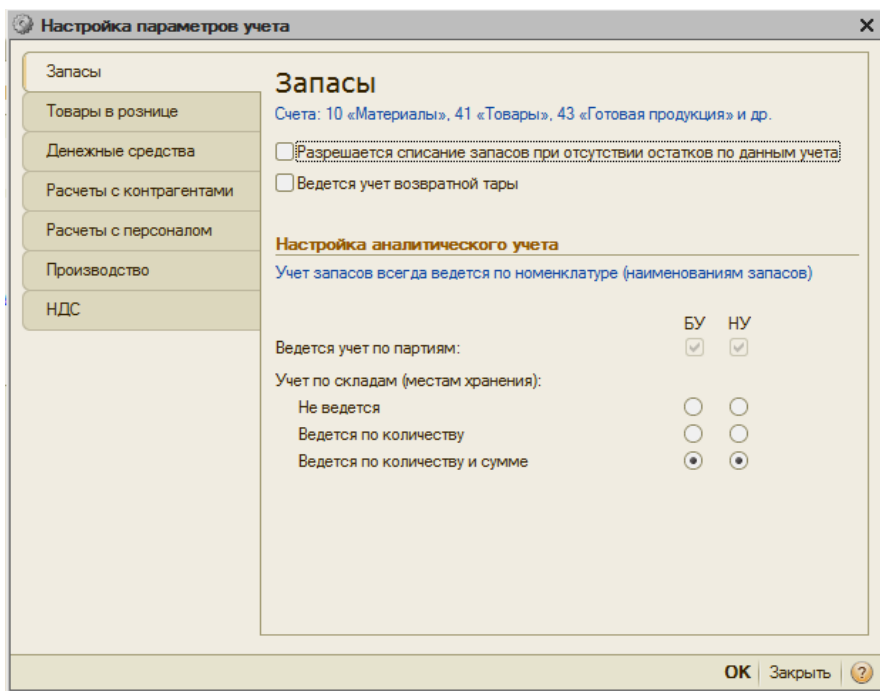 Настройка параметров учета
Запасы
Товары в рознице
Денежные средства
Расчеты с контрагентами
Расчеты с персоналом
Производство
НДС
Запасы
Счета: 10 «Материалы», 41 «Товары», 43 «Готовая продукция» и др.
Разрешается списание запасов при отсутствии остатков по данным учета
Ведется учет возвратной тары
Настройка аналитического учета
Учет запасов всегда ведется по номенклатуре (наименованиям запасов)
БУ НУ
Ведется учет по партиям:
Учет по складам (местам хранения):
Не ведется
Ведется по количеству
Ведется по количеству и сумме
OK Закрыть ?